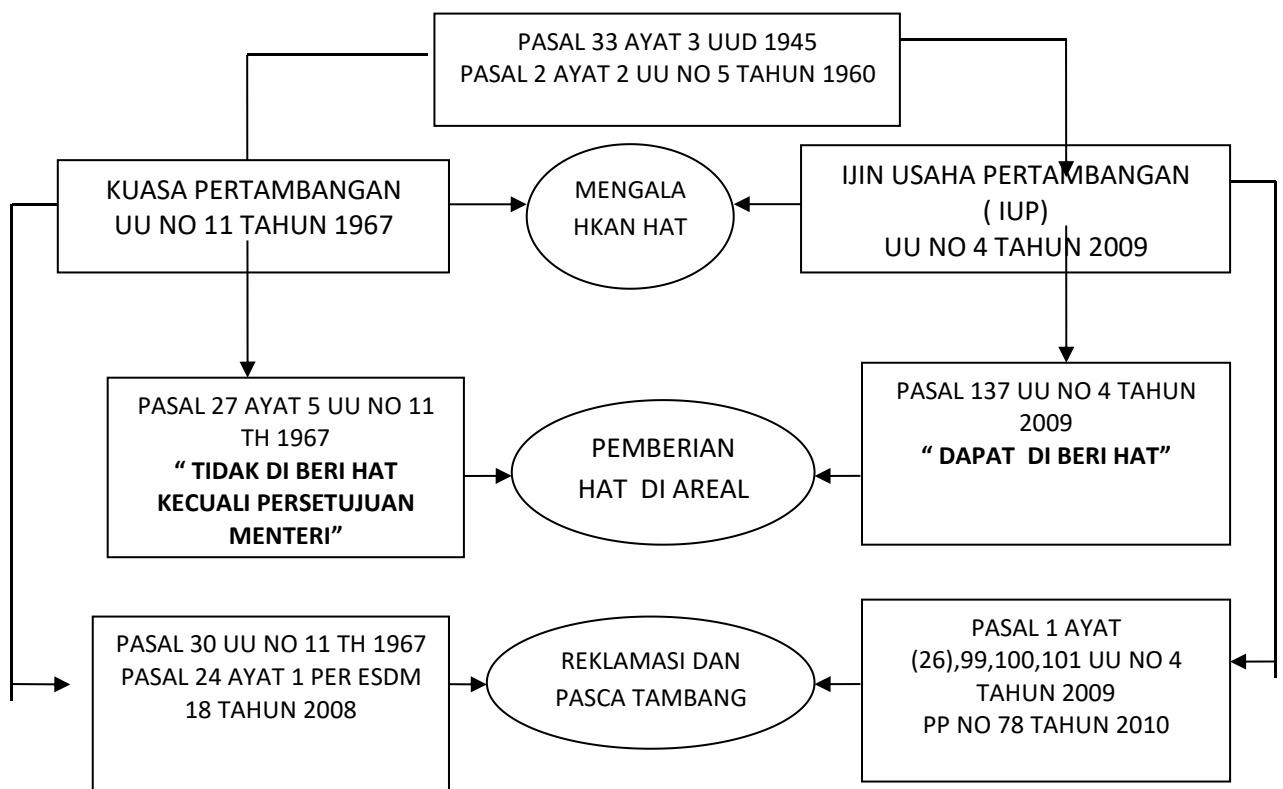 PASAL 33 AYAT 3 UUD 1945
PASAL 2 AYAT 2 UU NO 5 TAHUN 1960
KUASA PERTAMBANGAN
UU NO 11 TAHUN 1967
MENGALA
HKAN HAT
IJIN USAHA PERTAMBANGAN
( IUP)
UU NO 4 TAHUN 2009
PASAL 27 AYAT 5 UU NO 11
TH 1967
“ TIDAK DI BERI HAT
KECUALI PERSETUJUAN
MENTERI”
PEMBERIAN
HAT DI AREAL
PASAL 137 UU NO 4 TAHUN
2009
“ DAPAT DI BERI HAT”
PASAL 30 UU NO 11 TH 1967
PASAL 24 AYAT 1 PER ESDM
18 TAHUN 2008
REKLAMASI DAN
PASCA TAMBANG
PASAL 1 AYAT
(26),99,100,101 UU NO 4
TAHUN 2009
PP NO 78 TAHUN 2010